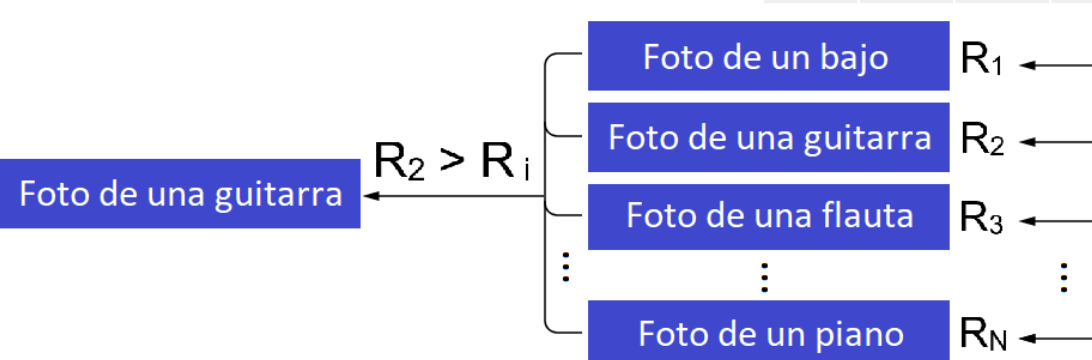 Foto de un bajo R₁
Foto de una guitarra R₂
R₂ > Rᵢ
Foto de una guitarra
Foto de una flauta R₃
Foto de un piano R_N